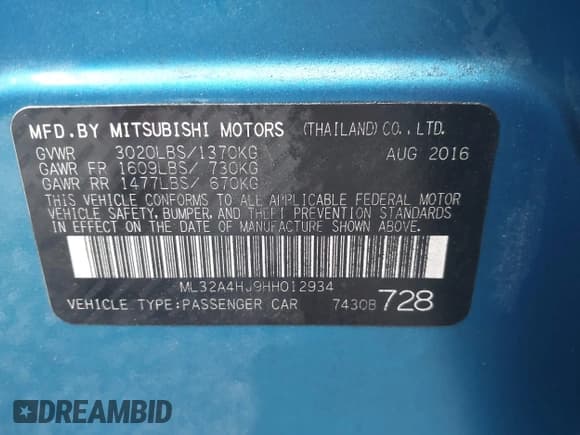 MFD.BY MITSUBISHI MOTORS (THAILAND) CO., LTD.
GVWR 3020LBS/1370KG AUG 2016
GAWR FR 1609LBS/ 730KG
GAWR RR 1477LBS/ 670KG
THIS VEHICLE CONFORMS TO ALL APPLICABLE FEDERAL MOTOR
VEHICLE SAFETY, BUMPER, AND THEFT PREVENTION STANDARDS
IN EFFECT ON THE DATE OF MANUFACTURE SHOWN ABOVE.
ML32A4HJ9HH012934
VEHICLE TYPE:PASSENGER CAR 7430B 728
DREAMBID